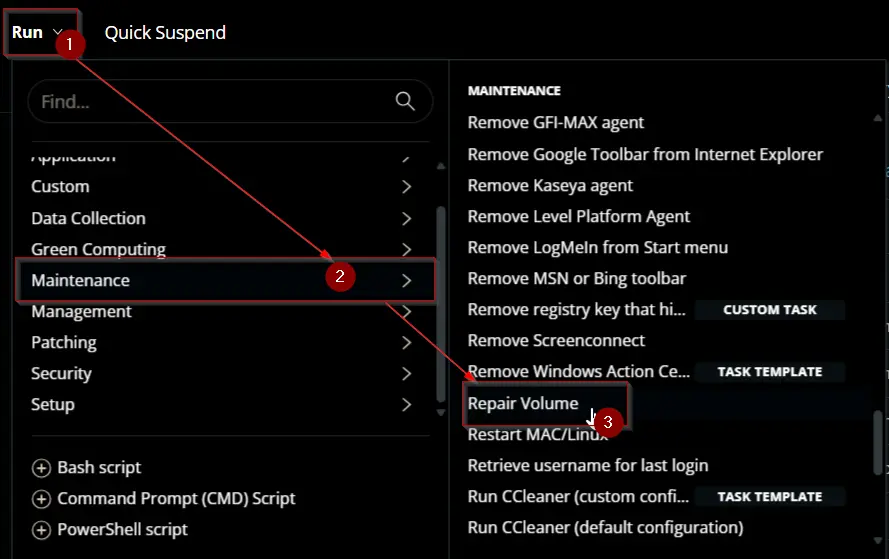 Run
1
Quick Suspend
Find...
Application
Custom
Data Collection
Green Computing
Maintenance
2
Management
Patching
Security
Setup
Bash script
Command Prompt (CMD) Script
PowerShell script
MAINTENANCE
Remove GFI-MAX agent
Remove Google Toolbar from Internet Explorer
Remove Kaseya agent
Remove Level Platform Agent
Remove LogMeIn from Start menu
Remove MSN or Bing toolbar
Remove registry key that hi... CUSTOM TASK
Remove Screenconnect
Remove Windows Action Ce... TASK TEMPLATE
Repair Volume
3
Restart MAC/Linux
Retrieve username for last login
Run CCleaner (custom confi... TASK TEMPLATE
Run CCleaner (default configuration)